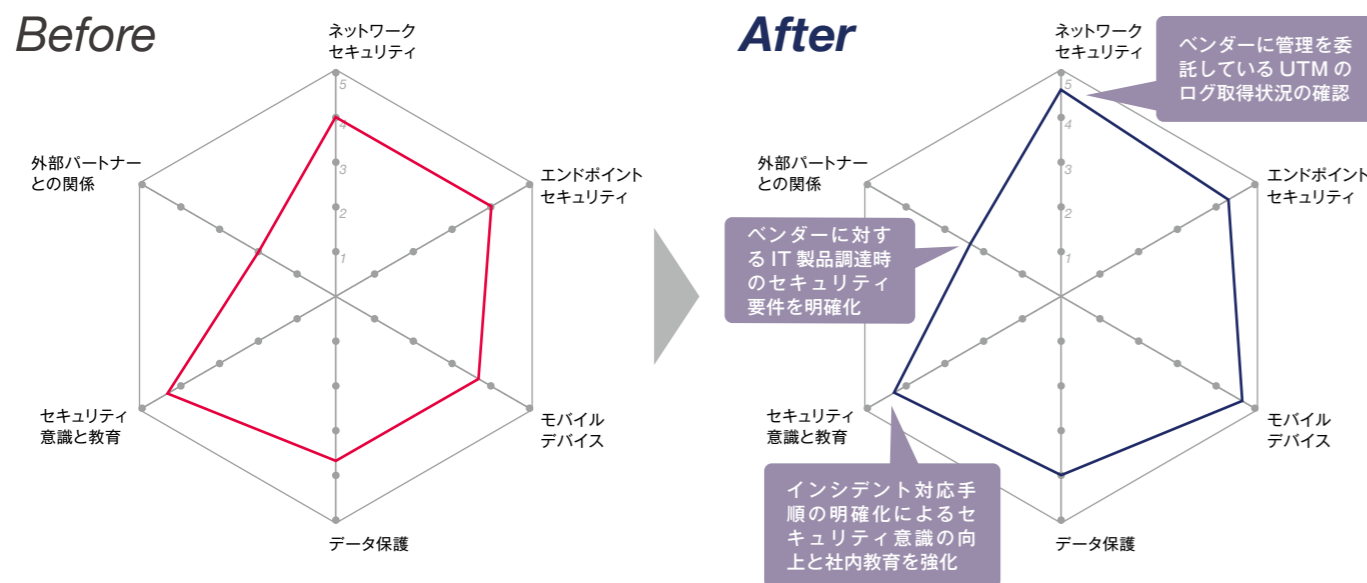 Before
ネットワーク
セキュリティ
5
4
3
2
1
外部パートナー
との関係
エンドポイント
セキュリティ
セキュリティ
意識と教育
モバイル
デバイス
データ保護
After
ネットワーク
セキュリティ
ベンダーに管理を委
託している UTM の
ログ取得状況の確認
5
4
3
2
1
外部パートナー
との関係
エンドポイント
セキュリティ
ベンダーに対す
る IT 製品調達時
のセキュリティ
要件を明確化
セキュリティ
意識と教育
モバイル
デバイス
インシデント対応手
順の明確化によるセ
キュリティ意識の向
上と社内教育を強化
データ保護